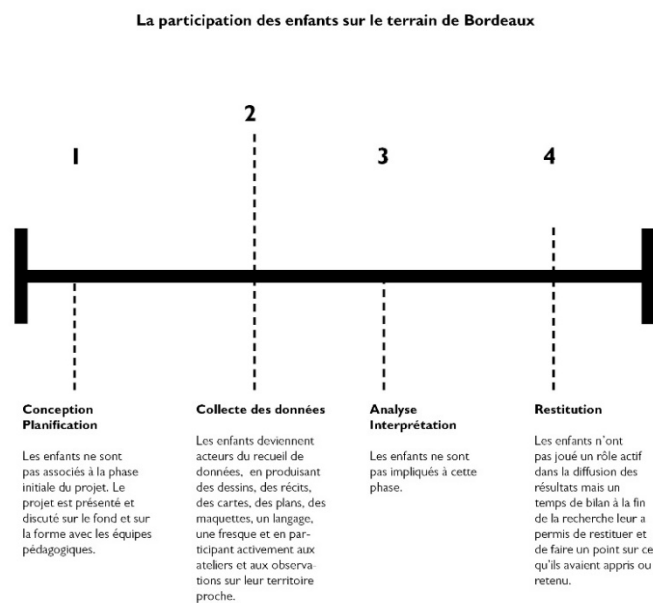 La participation des enfants sur le terrain de Bordeaux
1
2
3
4
Conception
Planification
Les enfants ne sont
pas associés à la phase
initiale du projet. Le
projet est présenté et
discuté sur le fond et sur
la forme avec les équipes
pédagogiques.
Collecte des données
Les enfants deviennent
acteurs du recueil de
données, en produisant
des dessins, des récits,
des cartes, des plans, des
maquettes, un langage,
une fresque et en par-
ticipant activement aux
ateliers et aux observa-
tions sur leur territoire
proche.
Analyse
Interprétation
Les enfants ne sont
pas impliqués à cette
phase.
Restitution
Les enfants n'ont
pas joué un rôle actif
dans la diffusion des
résultats mais un
temps de bilan à la fin
de la recherche leur a
permis de restituer et
de faire un point sur ce
qu'ils avaient appris ou
retenu.